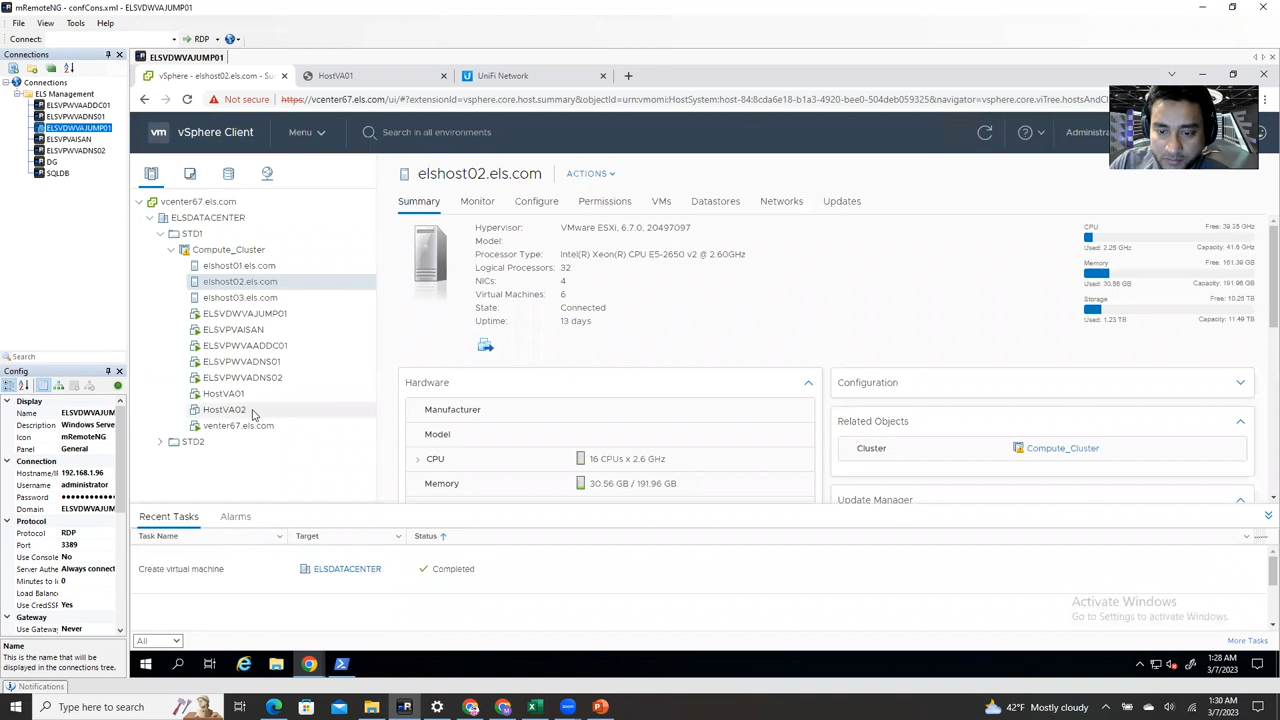 mRemoteNG - confCons.xml - ELSVDWVAJUMP01
File View Tools Help
Connect: RDP
Connections
Connections
ELS Management
ELSVPWVAADDC01
ELSVPWVADNS01
ELSVDWVAJUMP01
ELSVPVAISAN
ELSVPWVADNS02
DG
SQLDB
Search
Config
Display
Name ELSVDWVAJUM
Description Windows Serve
Icon mRemoteNG
Panel General
Connection
Hostname/IP 192.168.1.96
Username administrator
Password ••••••••••••
Domain ELSVDWVAJUM
Protocol
Protocol RDP
Port 3389
Use Console No
Server Authe Always connect
Minutes to I 0
Load Balanc
Use CredSSP Yes
Gateway
Use Gateway Never
Name
This is the name that will be
displayed in the connections tree.
Notifications
ELSVDWVAJUMP01
vSphere - elshost02.els.com - Su
HostVA01
UniFi Network
Not secure
https://vcenter67.els.com/ui/#?extensionId=vsphere.core.host.summary&objectId=urn:vmomi:HostSystem:host-84:8cda6e18-b1a3-4920-bee0-504deb059325&navigator=vsphere.core.viTree.hostsAndCl
vm vSphere Client Menu Search in all environments
Administra
vcenter67.els.com
ELSDATACENTER
STD1
Compute_Cluster
elshost01.els.com
elshost02.els.com
elshost03.els.com
ELSVDWVAJUMP01
ELSVPVAISAN
ELSVPWVAADDC01
ELSVPWVADNS01
ELSVPWVADNS02
HostVA01
HostVA02
venter67.els.com
STD2
elshost02.els.com ACTIONS
Summary Monitor Configure Permissions VMs Datastores Networks Updates
Hypervisor: VMware ESXi, 6.7.0, 20497097
Model:
Processor Type: Intel(R) Xeon(R) CPU E5-2650 v2 @ 2.60GHz
Logical Processors: 32
NICs: 4
Virtual Machines: 6
State: Connected
Uptime: 13 days
CPU Free: 39.35 GHz
Used: 2.25 GHz Capacity: 41.6 GHz
Memory Free: 161.39 GB
Used: 30.56 GB Capacity: 191.96 GB
Storage Free: 10.26 TB
Used: 1.23 TB Capacity: 11.49 TB
Hardware
Manufacturer
Model
CPU 16 CPUs x 2.6 GHz
Memory 30.56 GB / 191.96 GB
Configuration
Related Objects
Cluster Compute_Cluster
Update Manager
Recent Tasks Alarms
Task Name Target Status
Create virtual machine ELSDATACENTER Completed
Activate Windows
Go to Settings to activate Windows.
All
More Tasks
1:28 AM
3/7/2023
Type here to search
42°F Mostly cloudy
1:30 AM
3/7/2023